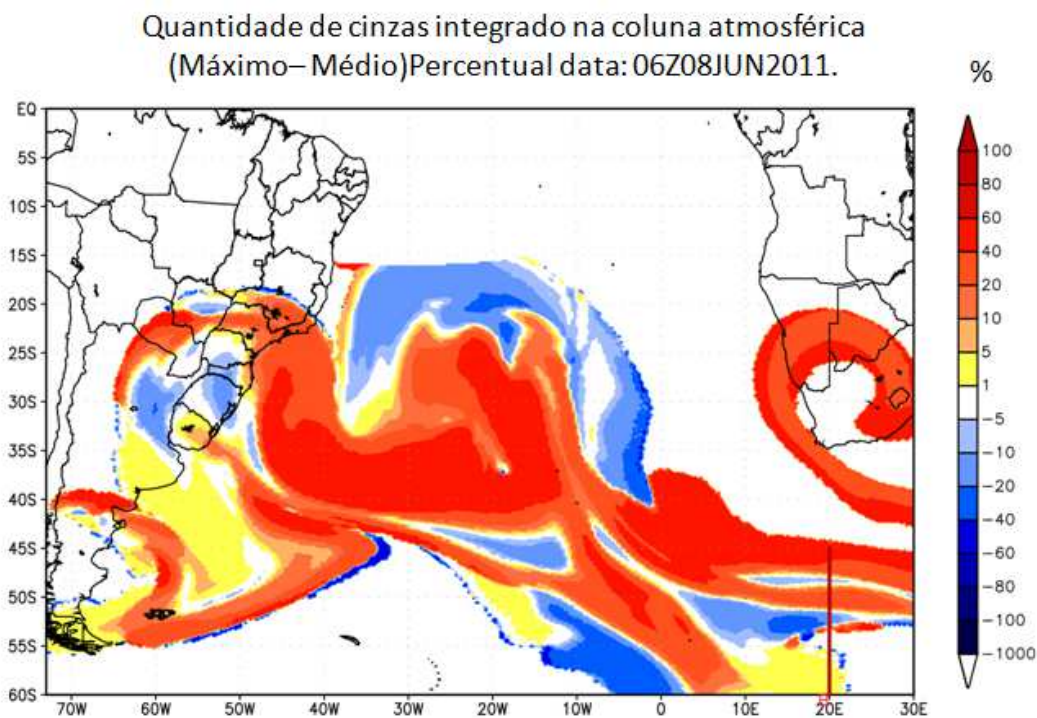 Quantidade de cinzas integrado na coluna atmosférica
(Máximo– Médio)Percentual data: 06Z08JUN2011.
%
EQ
5S
10S
15S
20S
25S
30S
35S
40S
45S
50S
55S
60S
70W 60W 50W 40W 30W 20W 10W 0 10E 20E 30E
100
80
60
40
20
10
5
1
−5
−10
−20
−40
−60
−80
−100
−1000